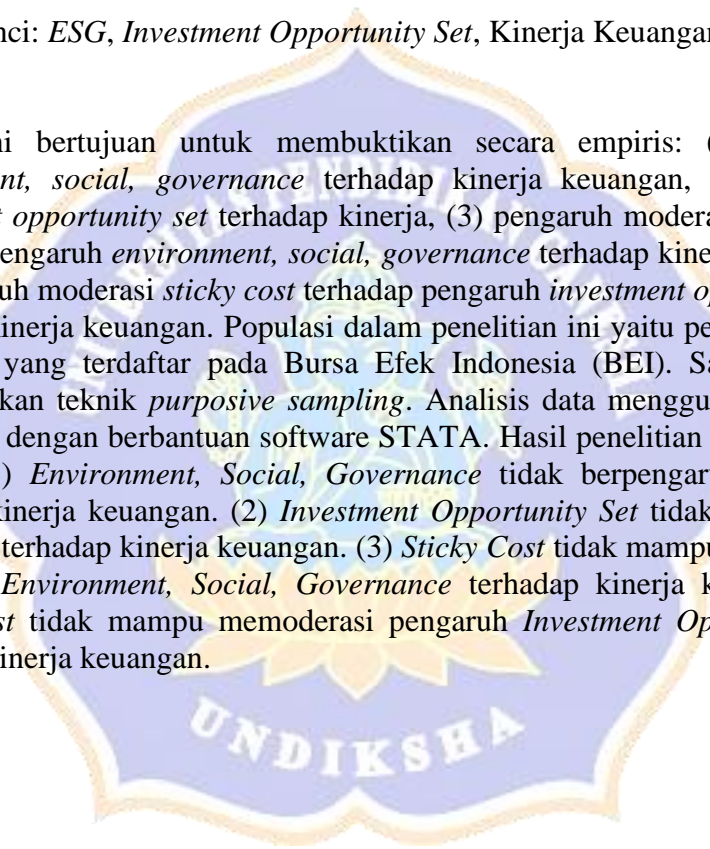 nci: ESG, Investment Opportunity Set, Kinerja Keuangan
ni bertujuan untuk membuktikan secara empiris: (
nt, social, governance terhadap kinerja keuangan,
t opportunity set terhadap kinerja, (3) pengaruh modera
engaruh environment, social, governance terhadap kine
uh moderasi sticky cost terhadap pengaruh investment o
kinerja keuangan. Populasi dalam penelitian ini yaitu pe
yang terdaftar pada Bursa Efek Indonesia (BEI). Sa
kan teknik purposive sampling. Analisis data menggu
dengan berbantuan software STATA. Hasil penelitian
) Environment, Social, Governance tidak berpengar
kinerja keuangan. (2) Investment Opportunity Set tidak
terhadap kinerja keuangan. (3) Sticky Cost tidak mampu
Environment, Social, Governance terhadap kinerja k
st tidak mampu memoderasi pengaruh Investment Op
kinerja keuangan.
UNDIKSHA